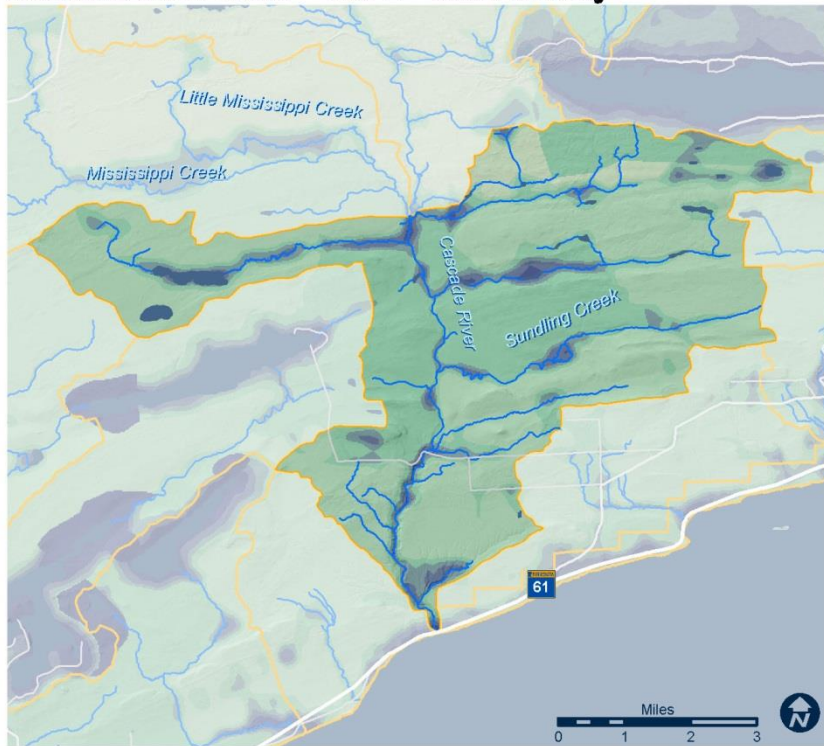 Little Mississippi Creek
Mississippi Creek
Cascade River
Sundling Creek
61
Miles
0 1 2 3
N